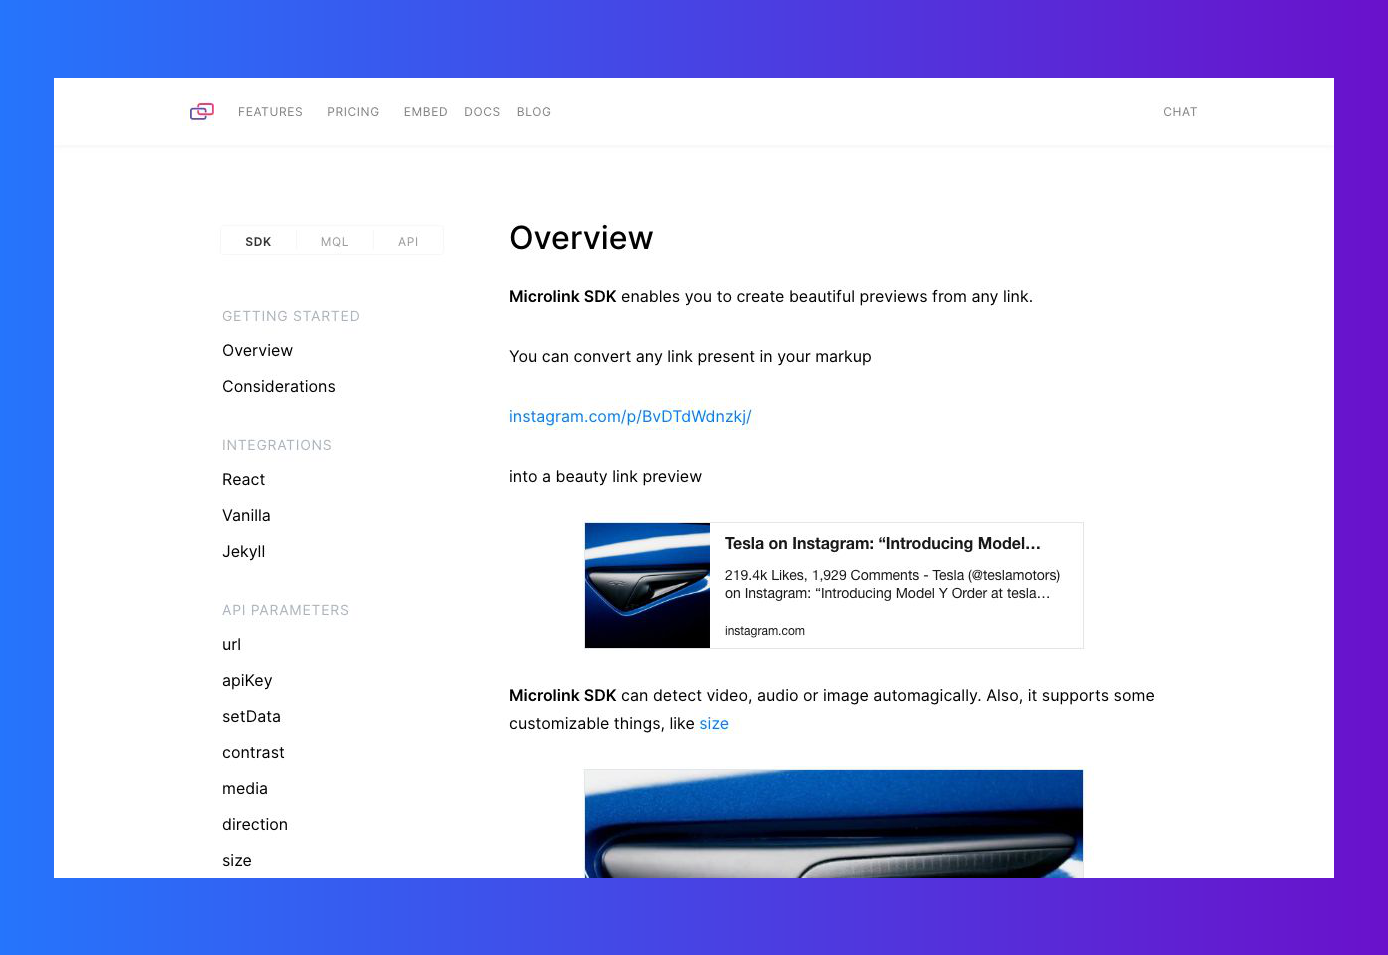 FEATURES PRICING EMBED DOCS BLOG CHAT
SDK MQL API
GETTING STARTED
Overview
Considerations
INTEGRATIONS
React
Vanilla
Jekyll
API PARAMETERS
url
apiKey
setData
contrast
media
direction
size
Overview
Microlink SDK enables you to create beautiful previews from any link.
You can convert any link present in your markup
instagram.com/p/BvDTdWdnzkj/
into a beauty link preview
Tesla on Instagram: “Introducing Model…
219.4k Likes, 1,929 Comments - Tesla (@teslamotors)
on Instagram: “Introducing Model Y Order at tesla…
instagram.com
Microlink SDK can detect video, audio or image automagically. Also, it supports some
customizable things, like size